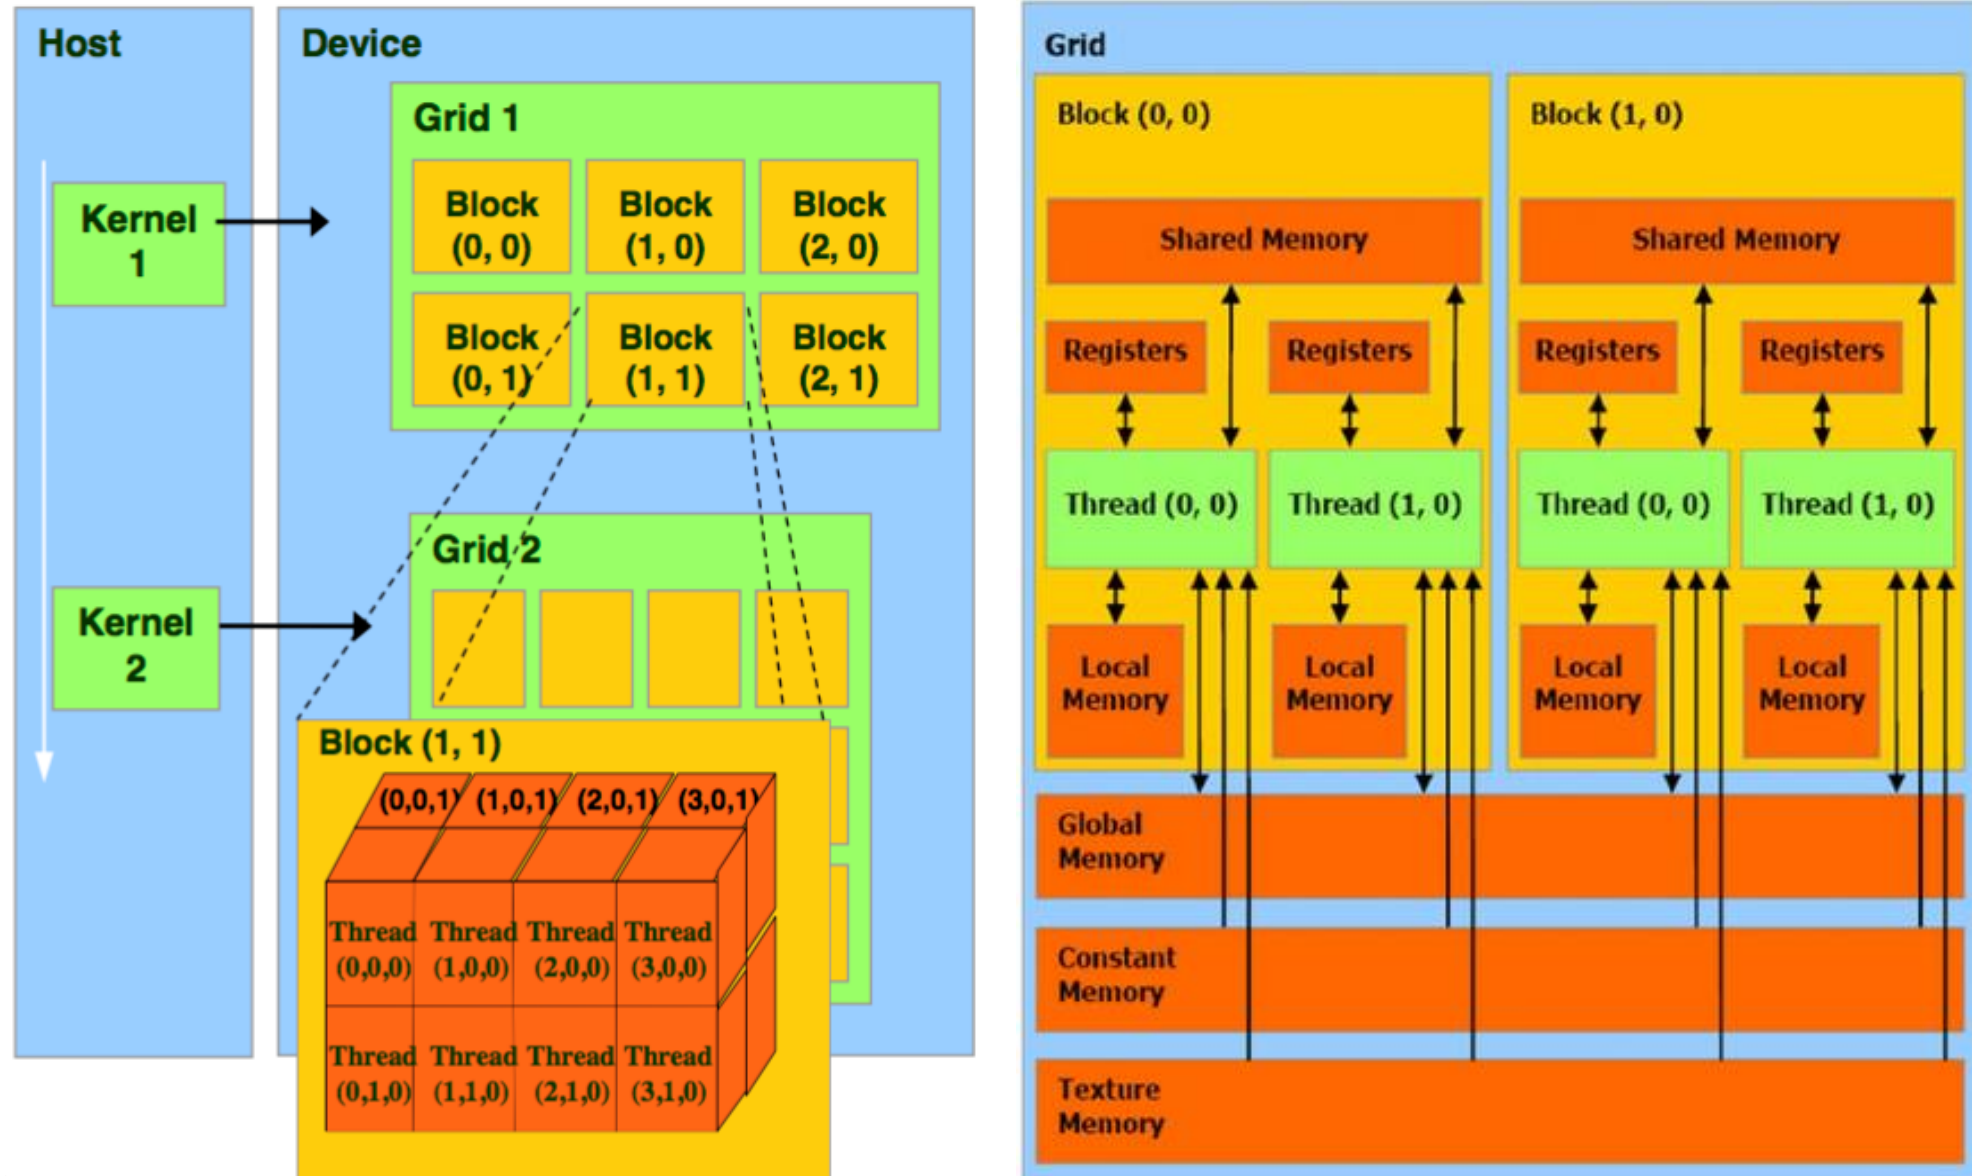 Host
Kernel
1
Kernel
2
Device
Grid 1
Block
(0, 0)
Block
(1, 0)
Block
(2, 0)
Block
(0, 1)
Block
(1, 1)
Block
(2, 1)
Grid 2
Block (1, 1)
(0,0,1) (1,0,1) (2,0,1) (3,0,1)
Thread Thread Thread Thread
(0,0,0) (1,0,0) (2,0,0) (3,0,0)
Thread Thread Thread Thread
(0,1,0) (1,1,0) (2,1,0) (3,1,0)
Grid
Block (0, 0)
Shared Memory
Registers
Registers
Thread (0, 0)
Thread (1, 0)
Local
Memory
Local
Memory
Block (1, 0)
Shared Memory
Registers
Registers
Thread (0, 0)
Thread (1, 0)
Local
Memory
Local
Memory
Global
Memory
Constant
Memory
Texture
Memory